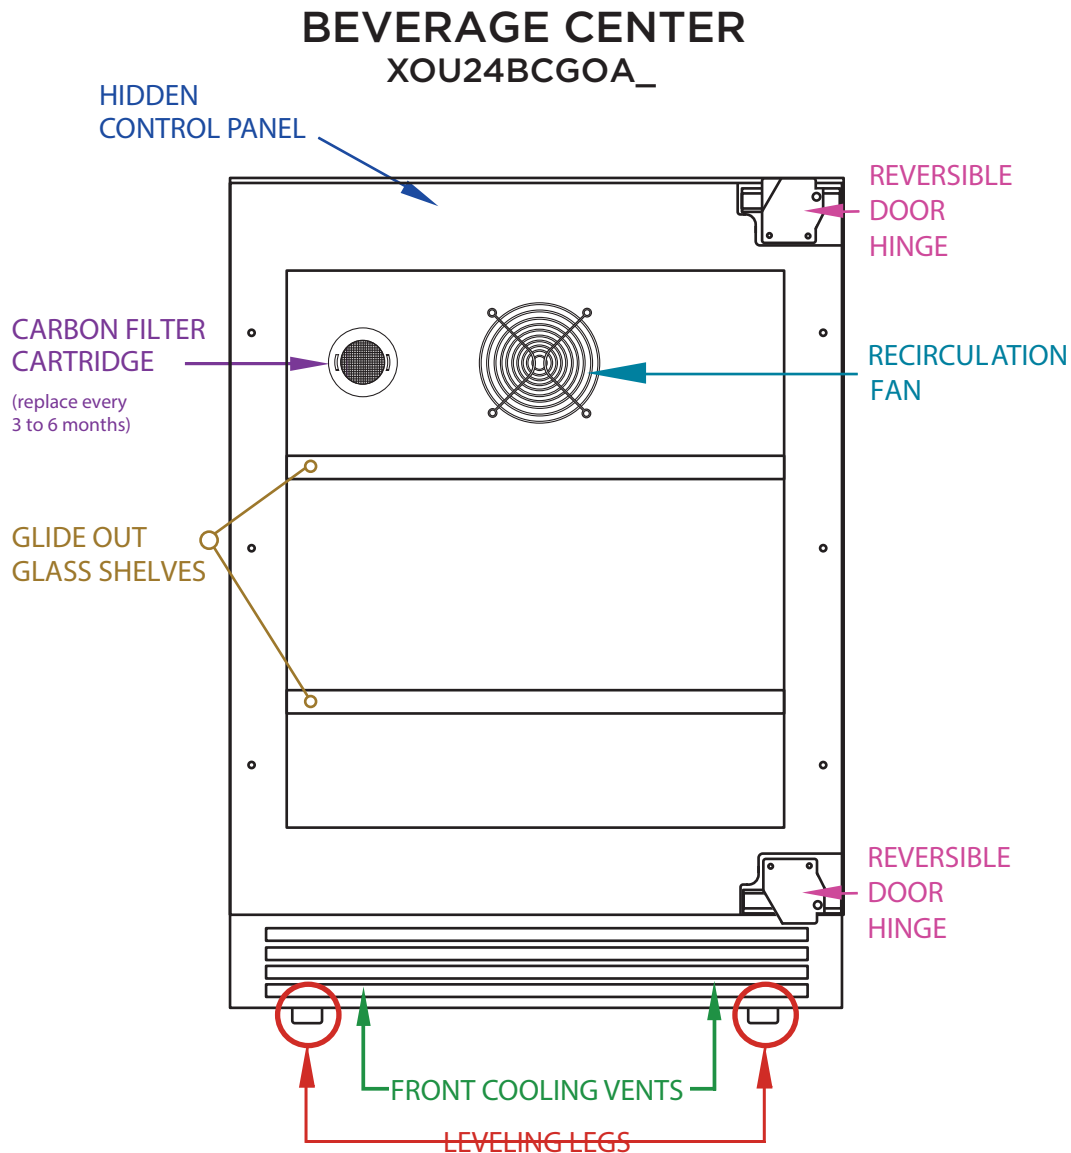 BEVERAGE CENTER
XOU24BCGOA_
HIDDEN
CONTROL PANEL
REVERSIBLE
DOOR
HINGE
CARBON FILTER
CARTRIDGE
(replace every
3 to 6 months)
RECIRCULATION
FAN
GLIDE OUT
GLASS SHELVES
REVERSIBLE
DOOR
HINGE
FRONT COOLING VENTS
LEVELING LEGS